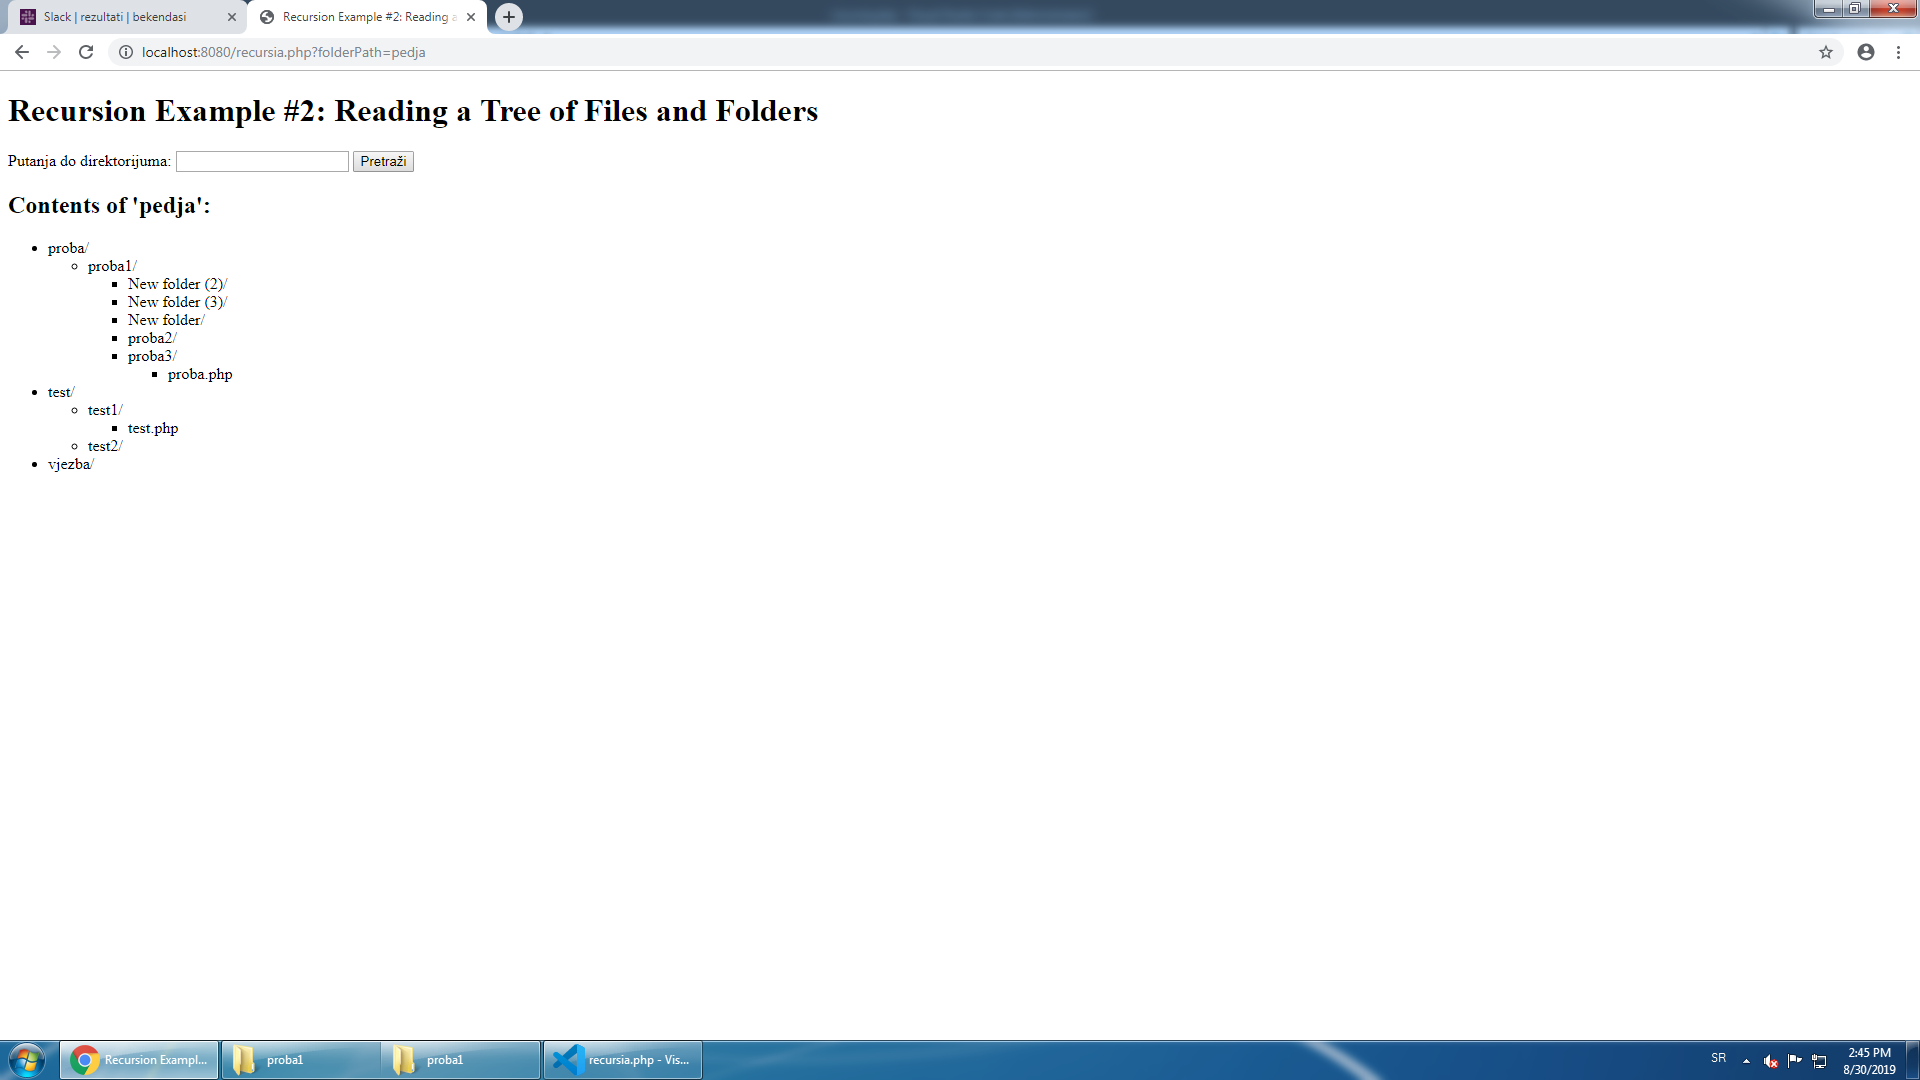 Slack | rezultati | bekendasi
Recursion Example #2: Reading a
localhost:8080/recursia.php?folderPath=pedja
Recursion Example #2: Reading a Tree of Files and Folders
Putanja do direktorijuma: Pretraži
Contents of 'pedja':
proba/
proba1/
New folder (2)/
New folder (3)/
New folder/
proba2/
proba3/
proba.php
test/
test1/
test.php
test2/
vjezba/
Recursion Exampl...
proba1
proba1
recursia.php - Vis...
SR
2:45 PM
8/30/2019